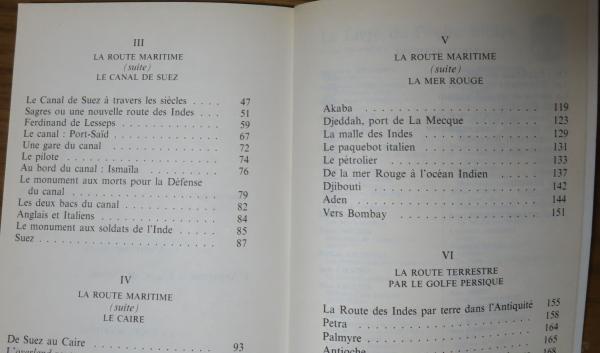 III
LA ROUTE MARITIME
(suite)
LE CANAL DE SUEZ
Le Canal de Suez à travers les siècles . . . . 47
Sagres ou une nouvelle route des Indes . . . . 51
Ferdinand de Lesseps . . . . . . . . . . . 59
Le canal : Port-Saïd . . . . . . . . . . . 67
Une gare du canal . . . . . . . . . . . . 72
Le pilote . . . . . . . . . . . . . . . . 74
Au bord du canal : Ismaïla . . . . . . . . . 76
Le monument aux morts pour la Défense
du canal . . . . . . . . . . . . . . . 79
Les deux bacs du canal . . . . . . . . . . 82
Anglais et Italiens . . . . . . . . . . . . 84
Le monument aux soldats de l'Inde . . . . . . 85
Suez . . . . . . . . . . . . . . . . . 87
IV
LA ROUTE MARITIME
(suite)
LE CAIRE
De Suez au Caire . . . . . . . . . . . . 93
V
LA ROUTE MARITIME
(suite)
LA MER ROUGE
Akaba . . . . . . . . . . . . . . . . 119
Djeddah, port de La Mecque . . . . . . . . 123
La malle des Indes . . . . . . . . . . . . 129
Le paquebot italien . . . . . . . . . . . . 131
Le pétrolier . . . . . . . . . . . . . . 133
De la mer Rouge à l'océan Indien . . . . . . 137
Djibouti . . . . . . . . . . . . . . . 142
Aden . . . . . . . . . . . . . . . . 144
Vers Bombay . . . . . . . . . . . . . . 151
VI
LA ROUTE TERRESTRE
PAR LE GOLFE PERSIQUE
La Route des Indes par terre dans l'Antiquité 155
Petra . . . . . . . . . . . . . . . . 158
Palmyre . . . . . . . . . . . . . . . 164
Antioche . . . . . . . . . . . . . . . 165
168